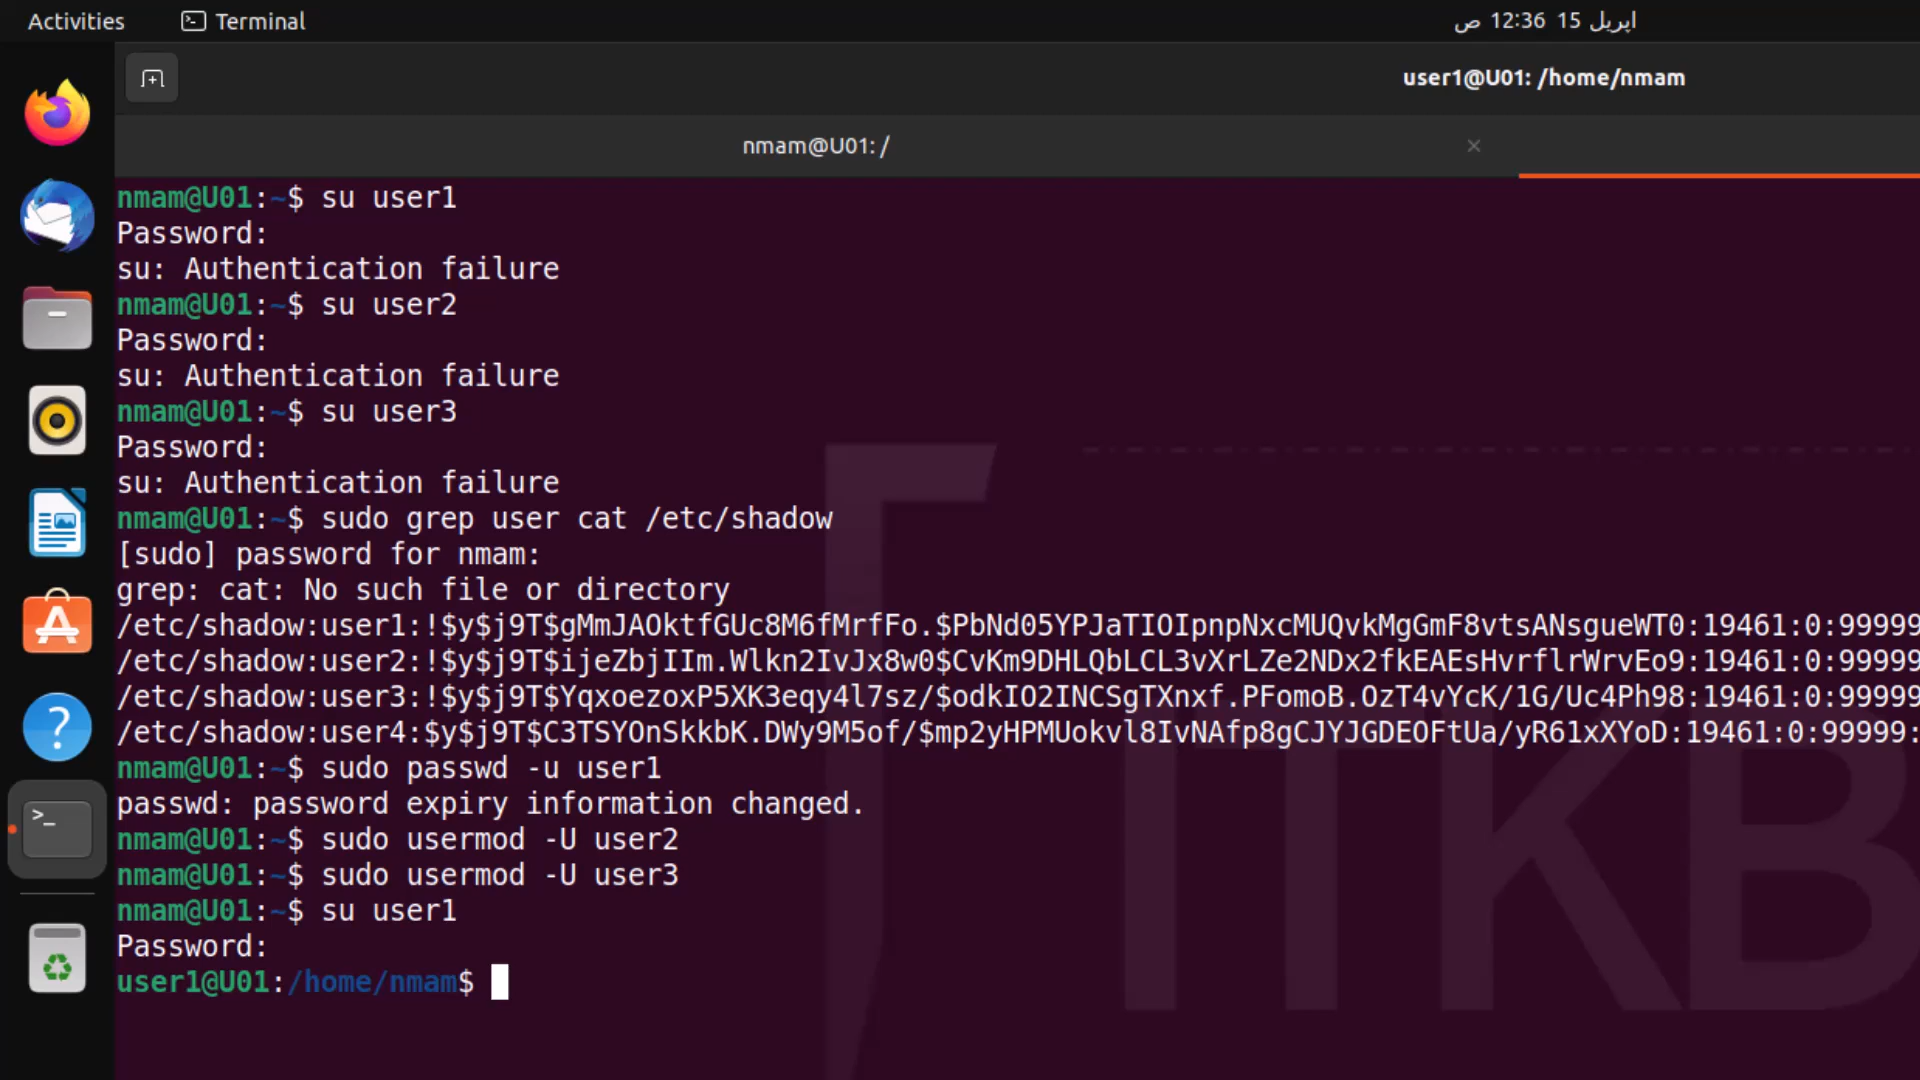 Activities
Terminal
اپریل 15 12:36 ص
user1@U01: /home/nmam
nmam@U01: /
nmam@U01:~$ su user1
Password:
su: Authentication failure
nmam@U01:~$ su user2
Password:
su: Authentication failure
nmam@U01:~$ su user3
Password:
su: Authentication failure
nmam@U01:~$ sudo grep user cat /etc/shadow
[sudo] password for nmam:
grep: cat: No such file or directory
/etc/shadow:user1:!$y$j9T$gMmJAOktfGUc8M6fMrfFo.$PbNd05YPJaTIOIpnpNxcMUQvkMgGmF8vtsANsgueWT0:19461:0:99999
/etc/shadow:user2:!$y$j9T$ijeZbjIIm.Wlkn2IvJx8w0$CvKm9DHLQbLCL3vXrLZe2NDx2fkEAEsHvrflrWrvEo9:19461:0:99999
/etc/shadow:user3:!$y$j9T$YqxoezoxP5XK3eqy4l7sz/$odkIO2INCSgTXnxf.PFomoB.OzT4vYcK/1G/Uc4Ph98:19461:0:99999
/etc/shadow:user4:$y$j9T$C3TSYOnSkkbK.DWy9M5of/$mp2yHPMUokvl8IvNAfp8gCJYJGDEOFtUa/yR61xXYoD:19461:0:99999:
nmam@U01:~$ sudo passwd -u user1
passwd: password expiry information changed.
nmam@U01:~$ sudo usermod -U user2
nmam@U01:~$ sudo usermod -U user3
nmam@U01:~$ su user1
Password:
user1@U01:/home/nmam$
ITKB